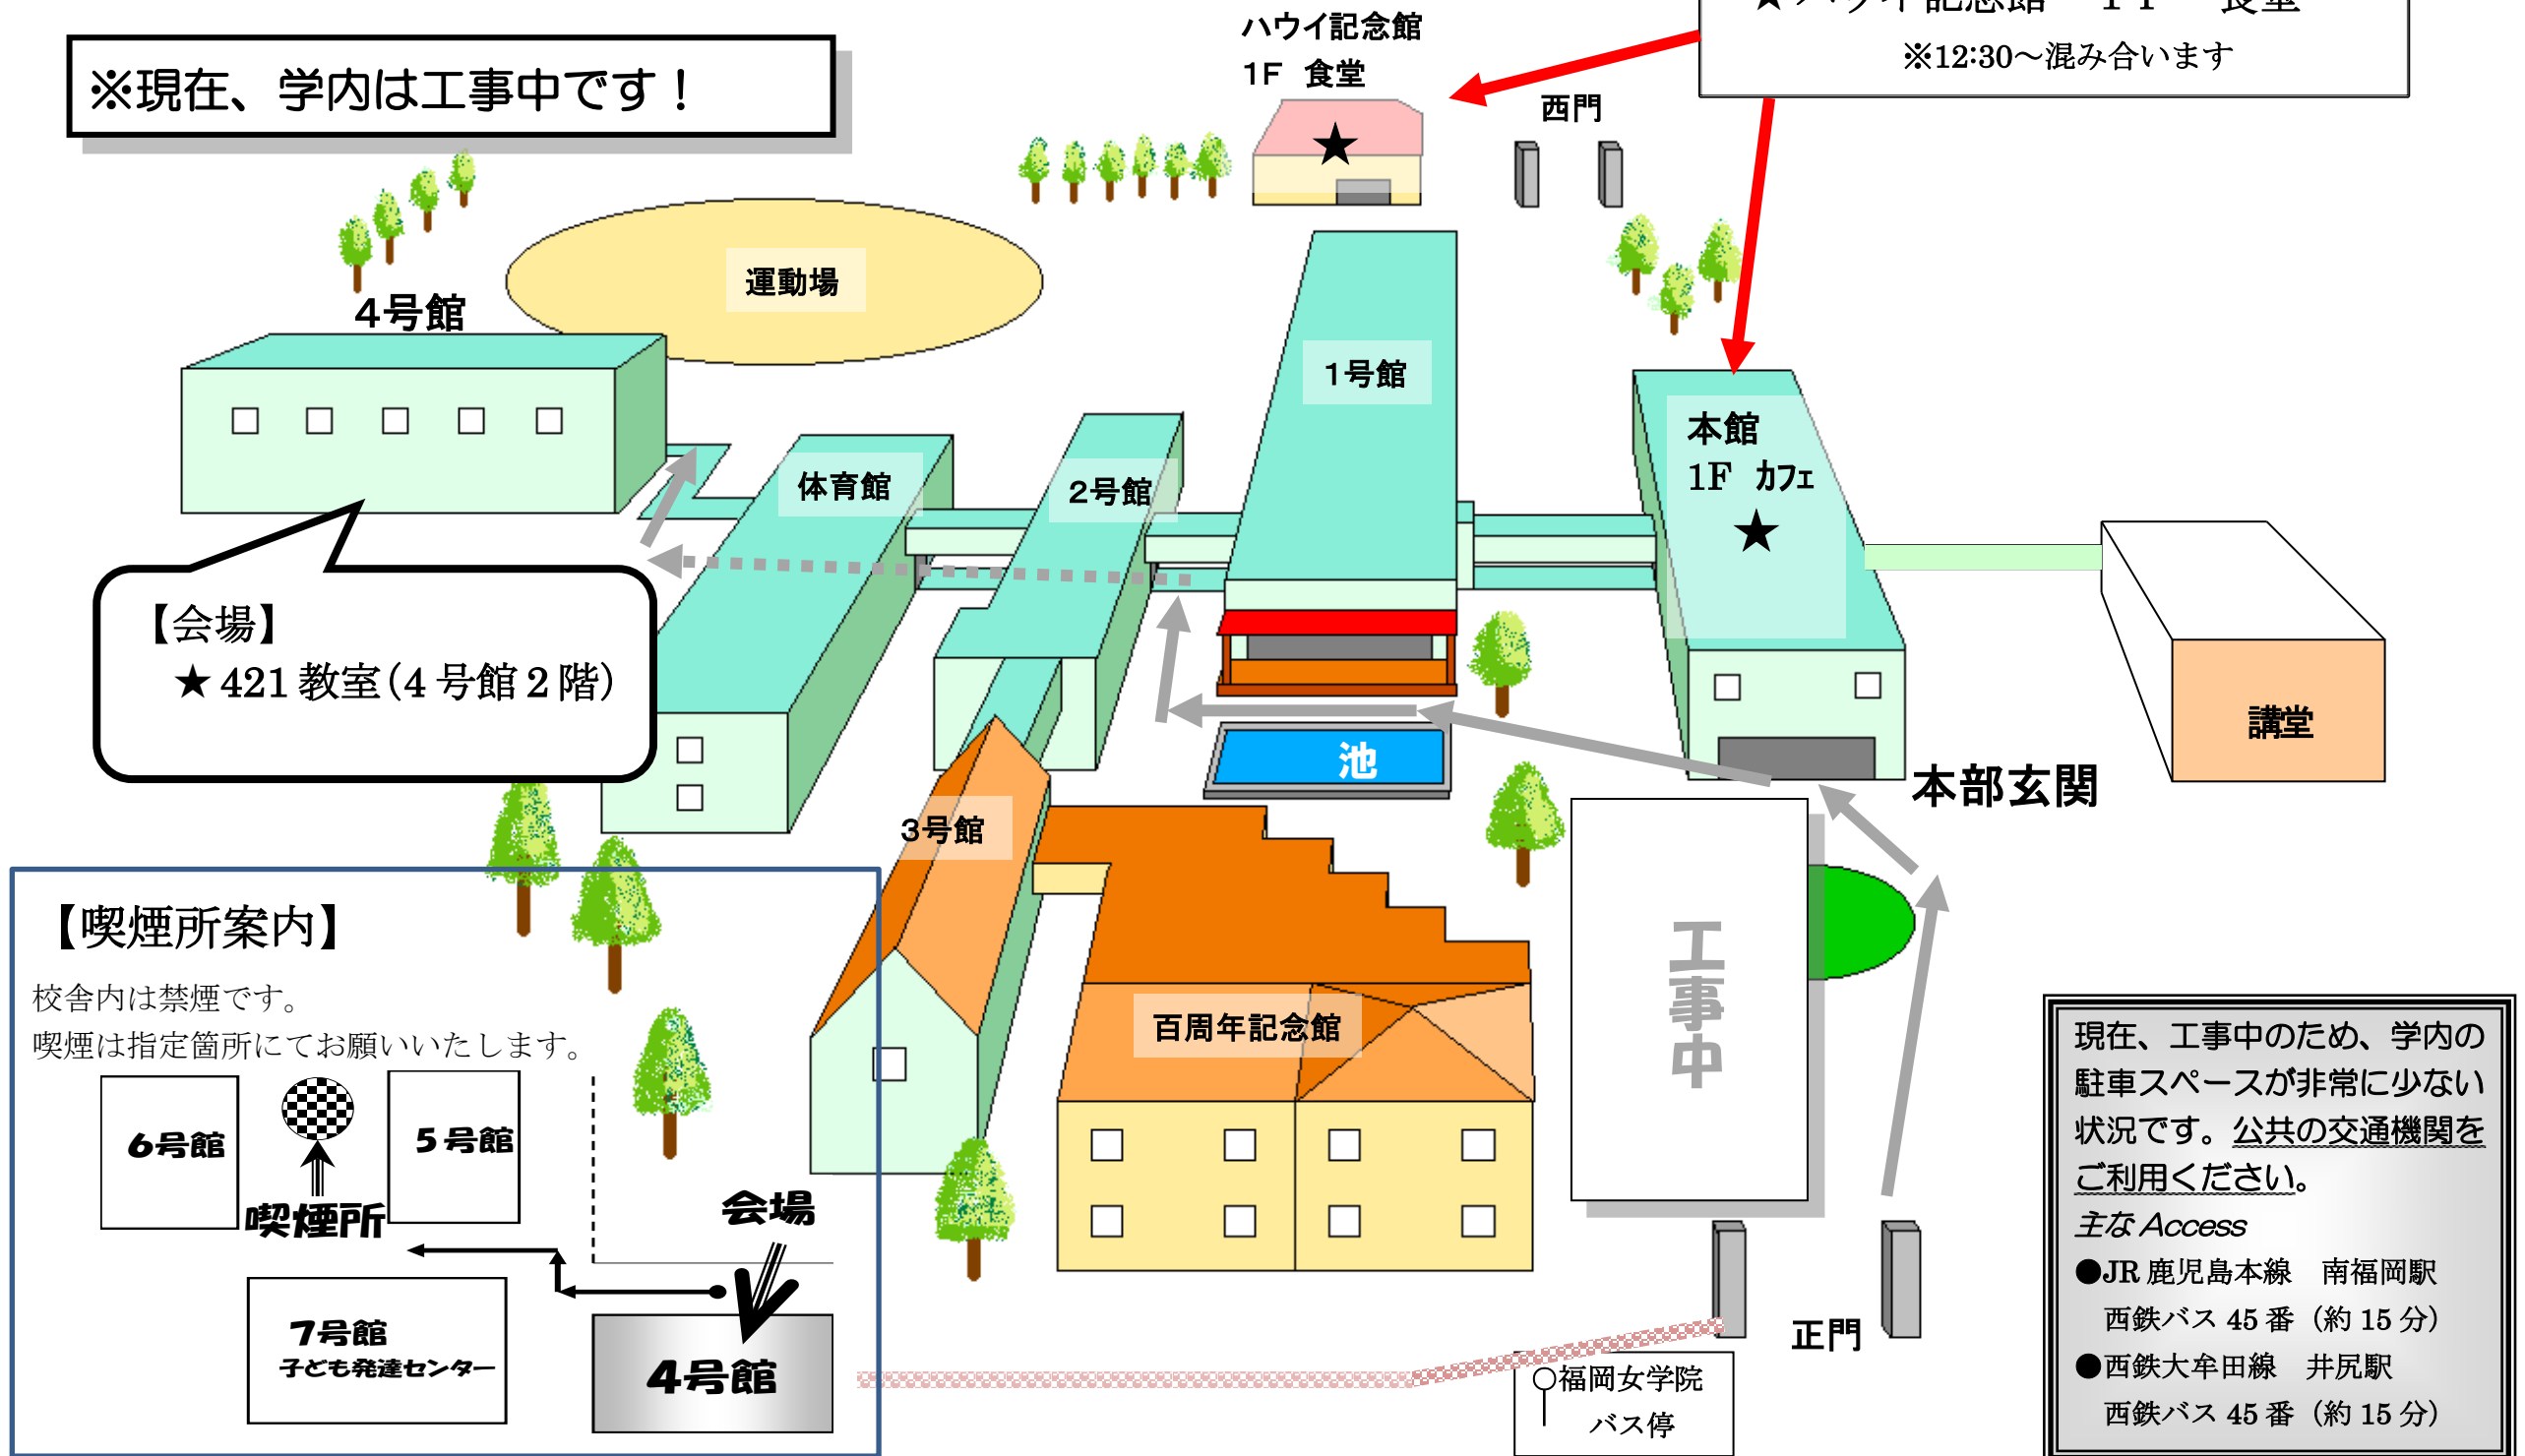 ★ハウイ記念館　1F　食堂
※12:30～混み合います
ハウイ記念館
1F　食堂
※現在、学内は工事中です！
西門
運動場
4号館
1号館
本館
1F　カフェ
★
体育館
2号館
【会場】
★421教室（4号館2階）
講堂
池
本部玄関
3号館
工事中
百周年記念館
【喫煙所案内】
校舎内は禁煙です。
喫煙は指定箇所にてお願いいたします。
6号館
5号館
喫煙所
会場
7号館
子ども発達センター
4号館
正門
福岡女学院
バス停
現在、工事中のため、学内の
駐車スペースが非常に少ない
状況です。公共の交通機関を
ご利用ください。
主なAccess
●JR鹿児島本線　南福岡駅
西鉄バス45番（約15分）
●西鉄大牟田線　井尻駅
西鉄バス45番（約15分）